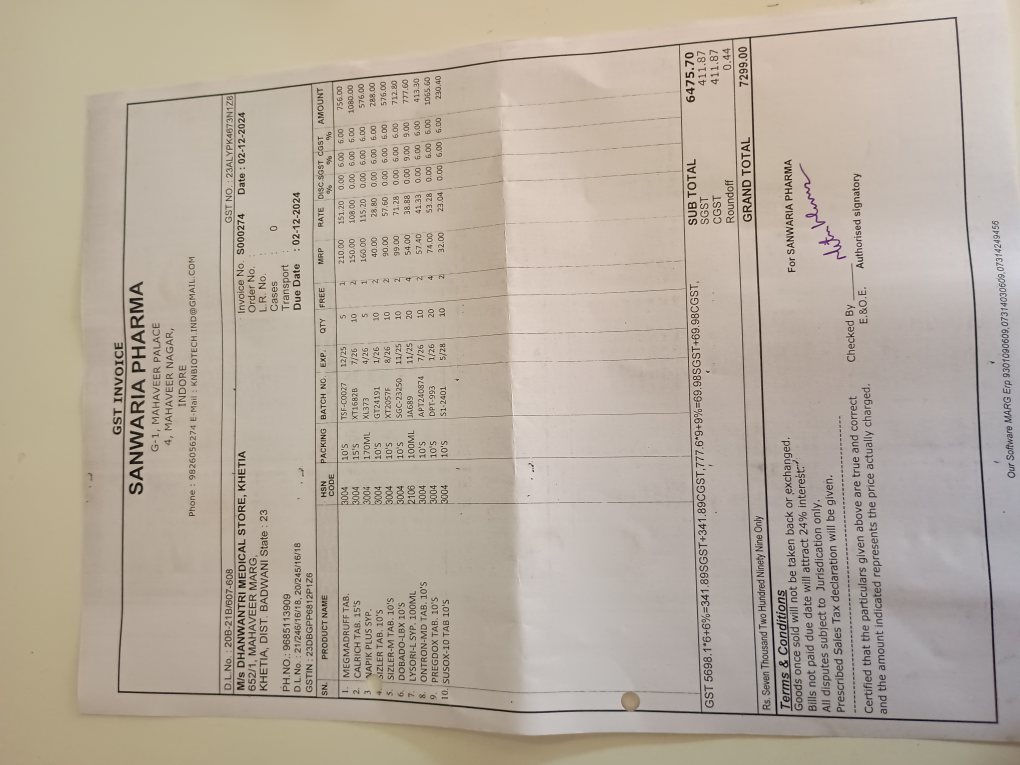 GST INVOICE
SANWARIA PHARMA
G-1, MAHAVEER PALACE
4, MAHAVEER NAGAR,
INDORE
Phone : 9826056274 E-Mail : KNBIOTECH.IND@GMAIL.COM
D.L.No. : 20B-21B/607-608 GST NO. : 23ALYPK4673N1Z8
M/s DHANWANTRI MEDICAL STORE, KHETIA Invoice No. S000274 Date : 02-12-2024
652/1, MAHAVEER MARG, Order No. :
KHETIA, DIST. BADWANI State : 23 L.R. No. :
Cases : 0
PH.NO.: 9685113909 Transport :
D.L.No. : 21/246/16/18, 20/245/16/18 Due Date : 02-12-2024
GSTIN : 23DBGPP6812P1Z6
SN. PRODUCT NAME HSN CODE PACKING BATCH NO. EXP. QTY FREE MRP RATE DISC. % SGST % CGST % AMOUNT
1. MEGMADRUFF TAB. 3004 10'S TSF-C0027 12/25 5 1 210.00 151.20 0.00 6.00 6.00 756.00
2. CALRICH TAB. 15'S 3004 15'S XT1682B 7/26 10 2 150.00 108.00 0.00 6.00 6.00 1080.00
3. NAPIK PLUS SYP. 3004 170ML XL373 4/26 5 1 160.00 115.20 0.00 6.00 6.00 576.00
4. SIZLER TAB. 10'S 3004 10'S GT24191 1/26 10 2 40.00 28.80 0.00 6.00 6.00 288.00
5. SIZLER-M TAB. 10'S 3004 10'S XT2057F 8/26 10 2 90.00 57.60 0.00 6.00 6.00 576.00
6. DOBADO-LBX 10'S 3004 10'S SGC-23250 11/25 10 2 99.00 71.28 0.00 6.00 6.00 712.80
7. LYSORI-L SYP. 100ML 2106 100ML JA689 11/25 20 4 54.00 38.88 0.00 9.00 9.00 777.60
8. ONTRON-MD TAB. 10'S 3004 10'S APT240874 7/26 10 2 57.40 41.33 0.00 6.00 6.00 413.30
9. PREGDOX TAB. 10'S 3004 10'S DPT-993 1/26 20 4 74.00 53.28 0.00 6.00 6.00 1065.60
10. SUSOX-10 TAB 10'S 3004 10'S S1-2401 5/28 10 2 32.00 23.04 0.00 6.00 6.00 230.40
SUB TOTAL 6475.70
GST 5698.1*6+6%=341.89SGST+341.89CGST,777.6*9+9%=69.98SGST+69.98CGST, SGST 411.87
CGST 411.87
Roundoff 0.44
Rs. Seven Thousand Two Hundred Ninety Nine Only GRAND TOTAL 7299.00
Terms & Conditions
Goods once sold will not be taken back or exchanged. For SANWARIA PHARMA
Bills not paid due date will attract 24% interest.
All disputes subject to Jurisdication only.
Prescribed Sales Tax declaration will be given.
Checked By Authorised signatory
Certified that the particulars given above are true and correct E.&O.E.
and the amount indicated represents the price actually charged.
Our Software MARG Erp 9301090609,07314030609,07314249456